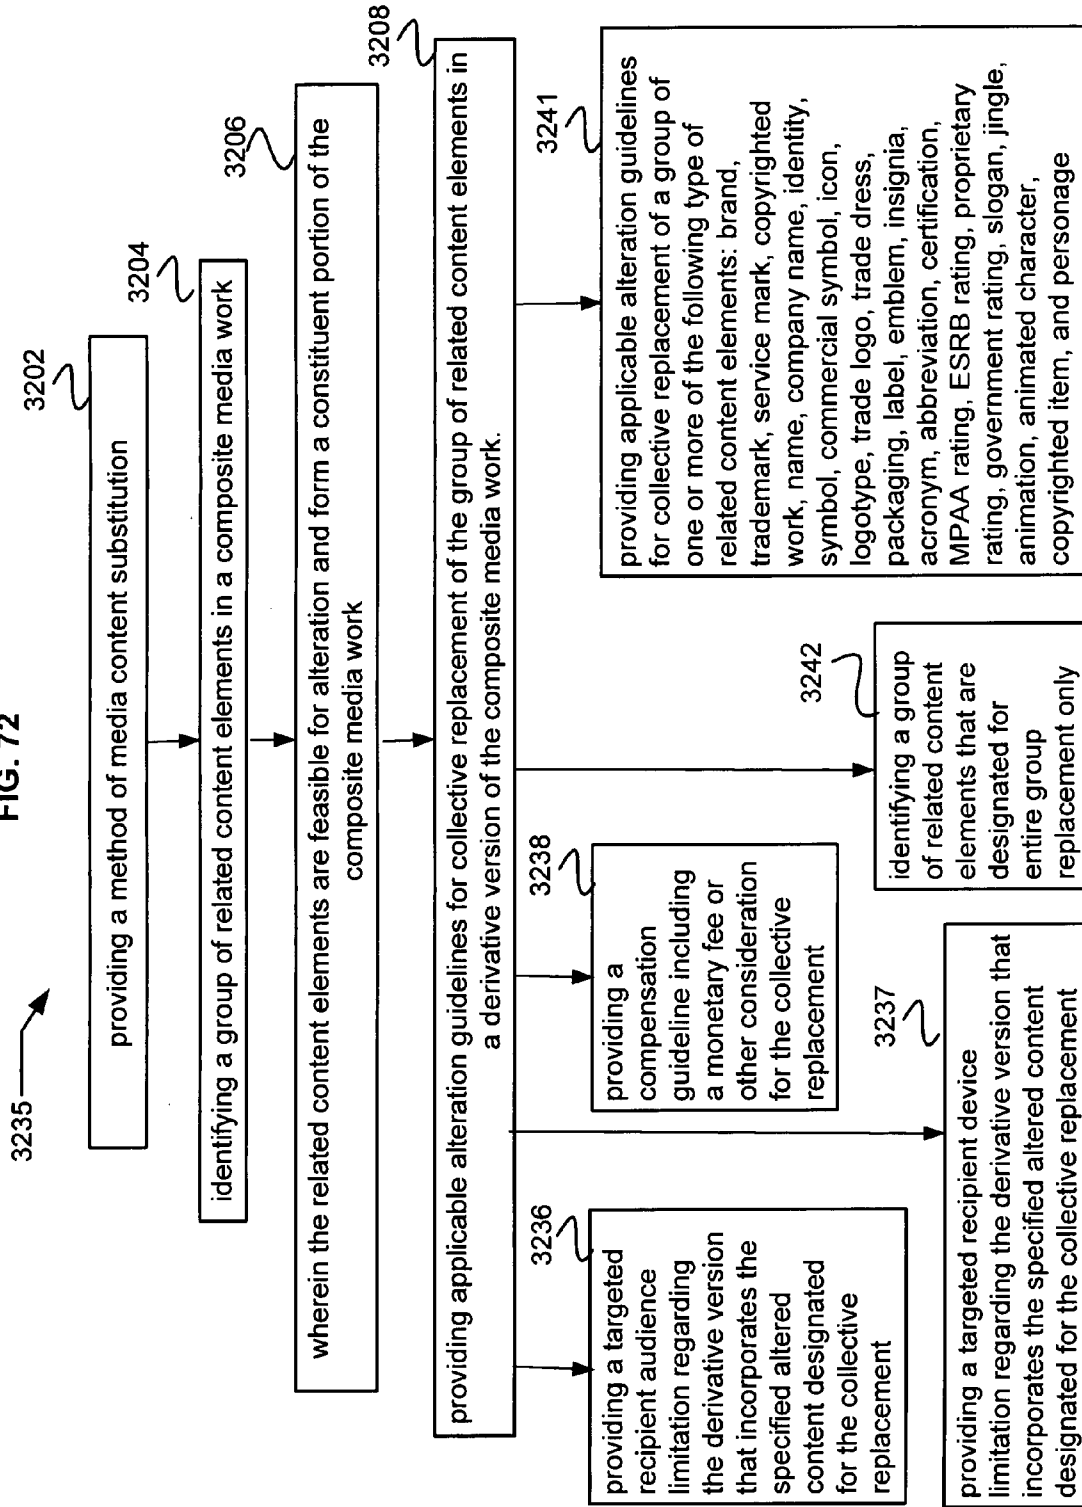 FIG. 72
3235
3202
providing a method of media content substitution
3204
identifying a group of related content elements in a composite media work
3206
wherein the related content elements are feasible for alteration and form a constituent portion of the
composite media work
3208
providing applicable alteration guidelines for collective replacement of the group of related content elements in
a derivative version of the composite media work.
3236
providing a targeted
recipient audience
limitation regarding
the derivative version
that incorporates the
specified altered
content designated
for the collective
replacement
3238
providing a
compensation
guideline including
a monetary fee or
other consideration
for the collective
replacement
3241
providing applicable alteration guidelines
for collective replacement of a group of
one or more of the following type of
related content elements: brand,
trademark, service mark, copyrighted
work, name, company name, identity,
symbol, commercial symbol, icon,
logotype, trade logo, trade dress,
packaging, label, emblem, insignia,
acronym, abbreviation, certification,
MPAA rating, ESRB rating, proprietary
rating, government rating, slogan, jingle,
animation, animated character,
copyrighted item, and personage
3237
providing a targeted recipient device
limitation regarding the derivative version that
incorporates the specified altered content
designated for the collective replacement
3242
identifying a group
of related content
elements that are
designated for
entire group
replacement only